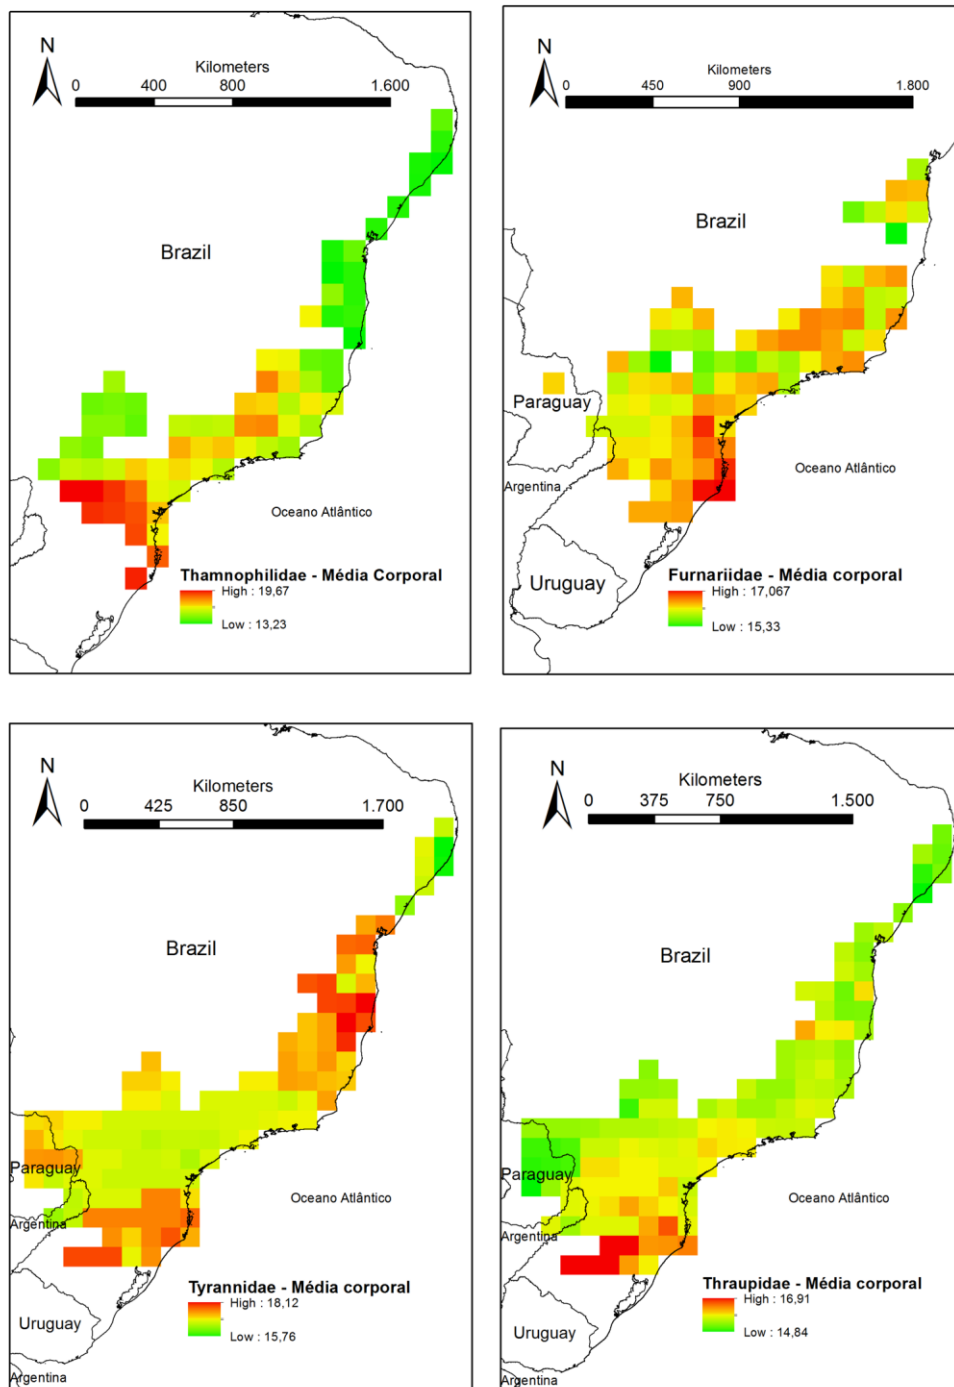 N
Kilometers
0 400 800 1.600
Brazil
Oceano Atlântico
Thamnophilidae - Média Corporal
High : 19,67
Low : 13,23
N
Kilometers
0 450 900 1.800
Brazil
Paraguay
Argentina
Oceano Atlântico
Uruguay
Furnariidae - Média corporal
High : 17,067
Low : 15,33
N
Kilometers
0 425 850 1.700
Brazil
Paraguay
Argentina
Oceano Atlântico
Tyrannidae - Média corporal
High : 18,12
Low : 15,76
Uruguay
Argentina
N
Kilometers
0 375 750 1.500
Brazil
Paraguay
Argentina
Oceano Atlântico
Thraupidae - Média corporal
High : 16,91
Low : 14,84
Uruguay
Argentina